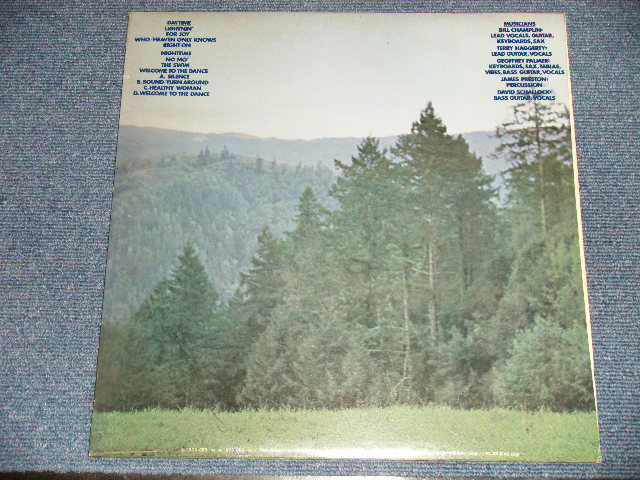 DAYTIME
LIGHTNIN'
FOR JOY
WHO/HEAVEN ONLY KNOWS
RIGHT ON
NIGHTTIME
NO MO'
THE SWIM
WELCOME TO THE DANCE
A. SILENCE
B. SOUND/TURN AROUND
C. HEALTHY WOMAN
D. WELCOME TO THE DANCE
MUSICIANS
BILL CHAMPLIN:
LEAD VOCALS, GUITAR,
KEYBOARDS, SAX
TERRY HAGGERTY:
LEAD GUITAR, VOCALS
GEOFFREY PALMER:
KEYBOARDS, SAX, TABLAS,
VIBES, BASS GUITAR, VOCALS
JAMES PRESTON:
PERCUSSION
DAVID SCHALLOCK:
BASS GUITAR, VOCALS